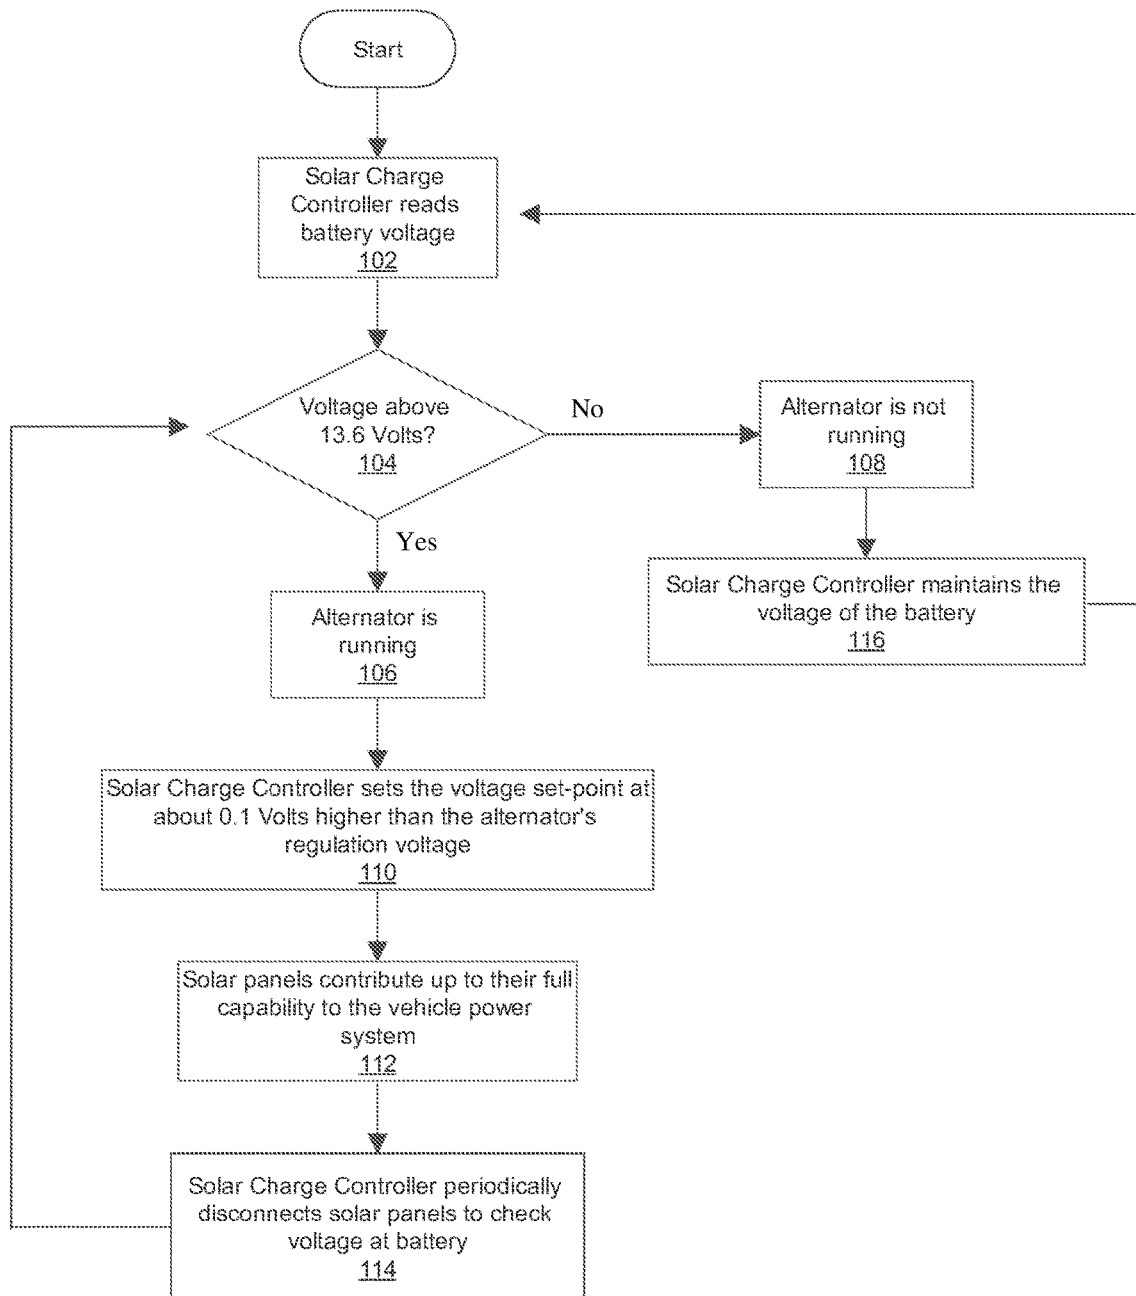 Start
Solar Charge
Controller reads
battery voltage
102
Voltage above
13.6 Volts?
104
No
Alternator is not
running
108
Yes
Solar Charge Controller maintains the
voltage of the battery
116
Alternator is
running
106
Solar Charge Controller sets the voltage set-point at
about 0.1 Volts higher than the alternator's
regulation voltage
110
Solar panels contribute up to their full
capability to the vehicle power
system
112
Solar Charge Controller periodically
disconnects solar panels to check
voltage at battery
114